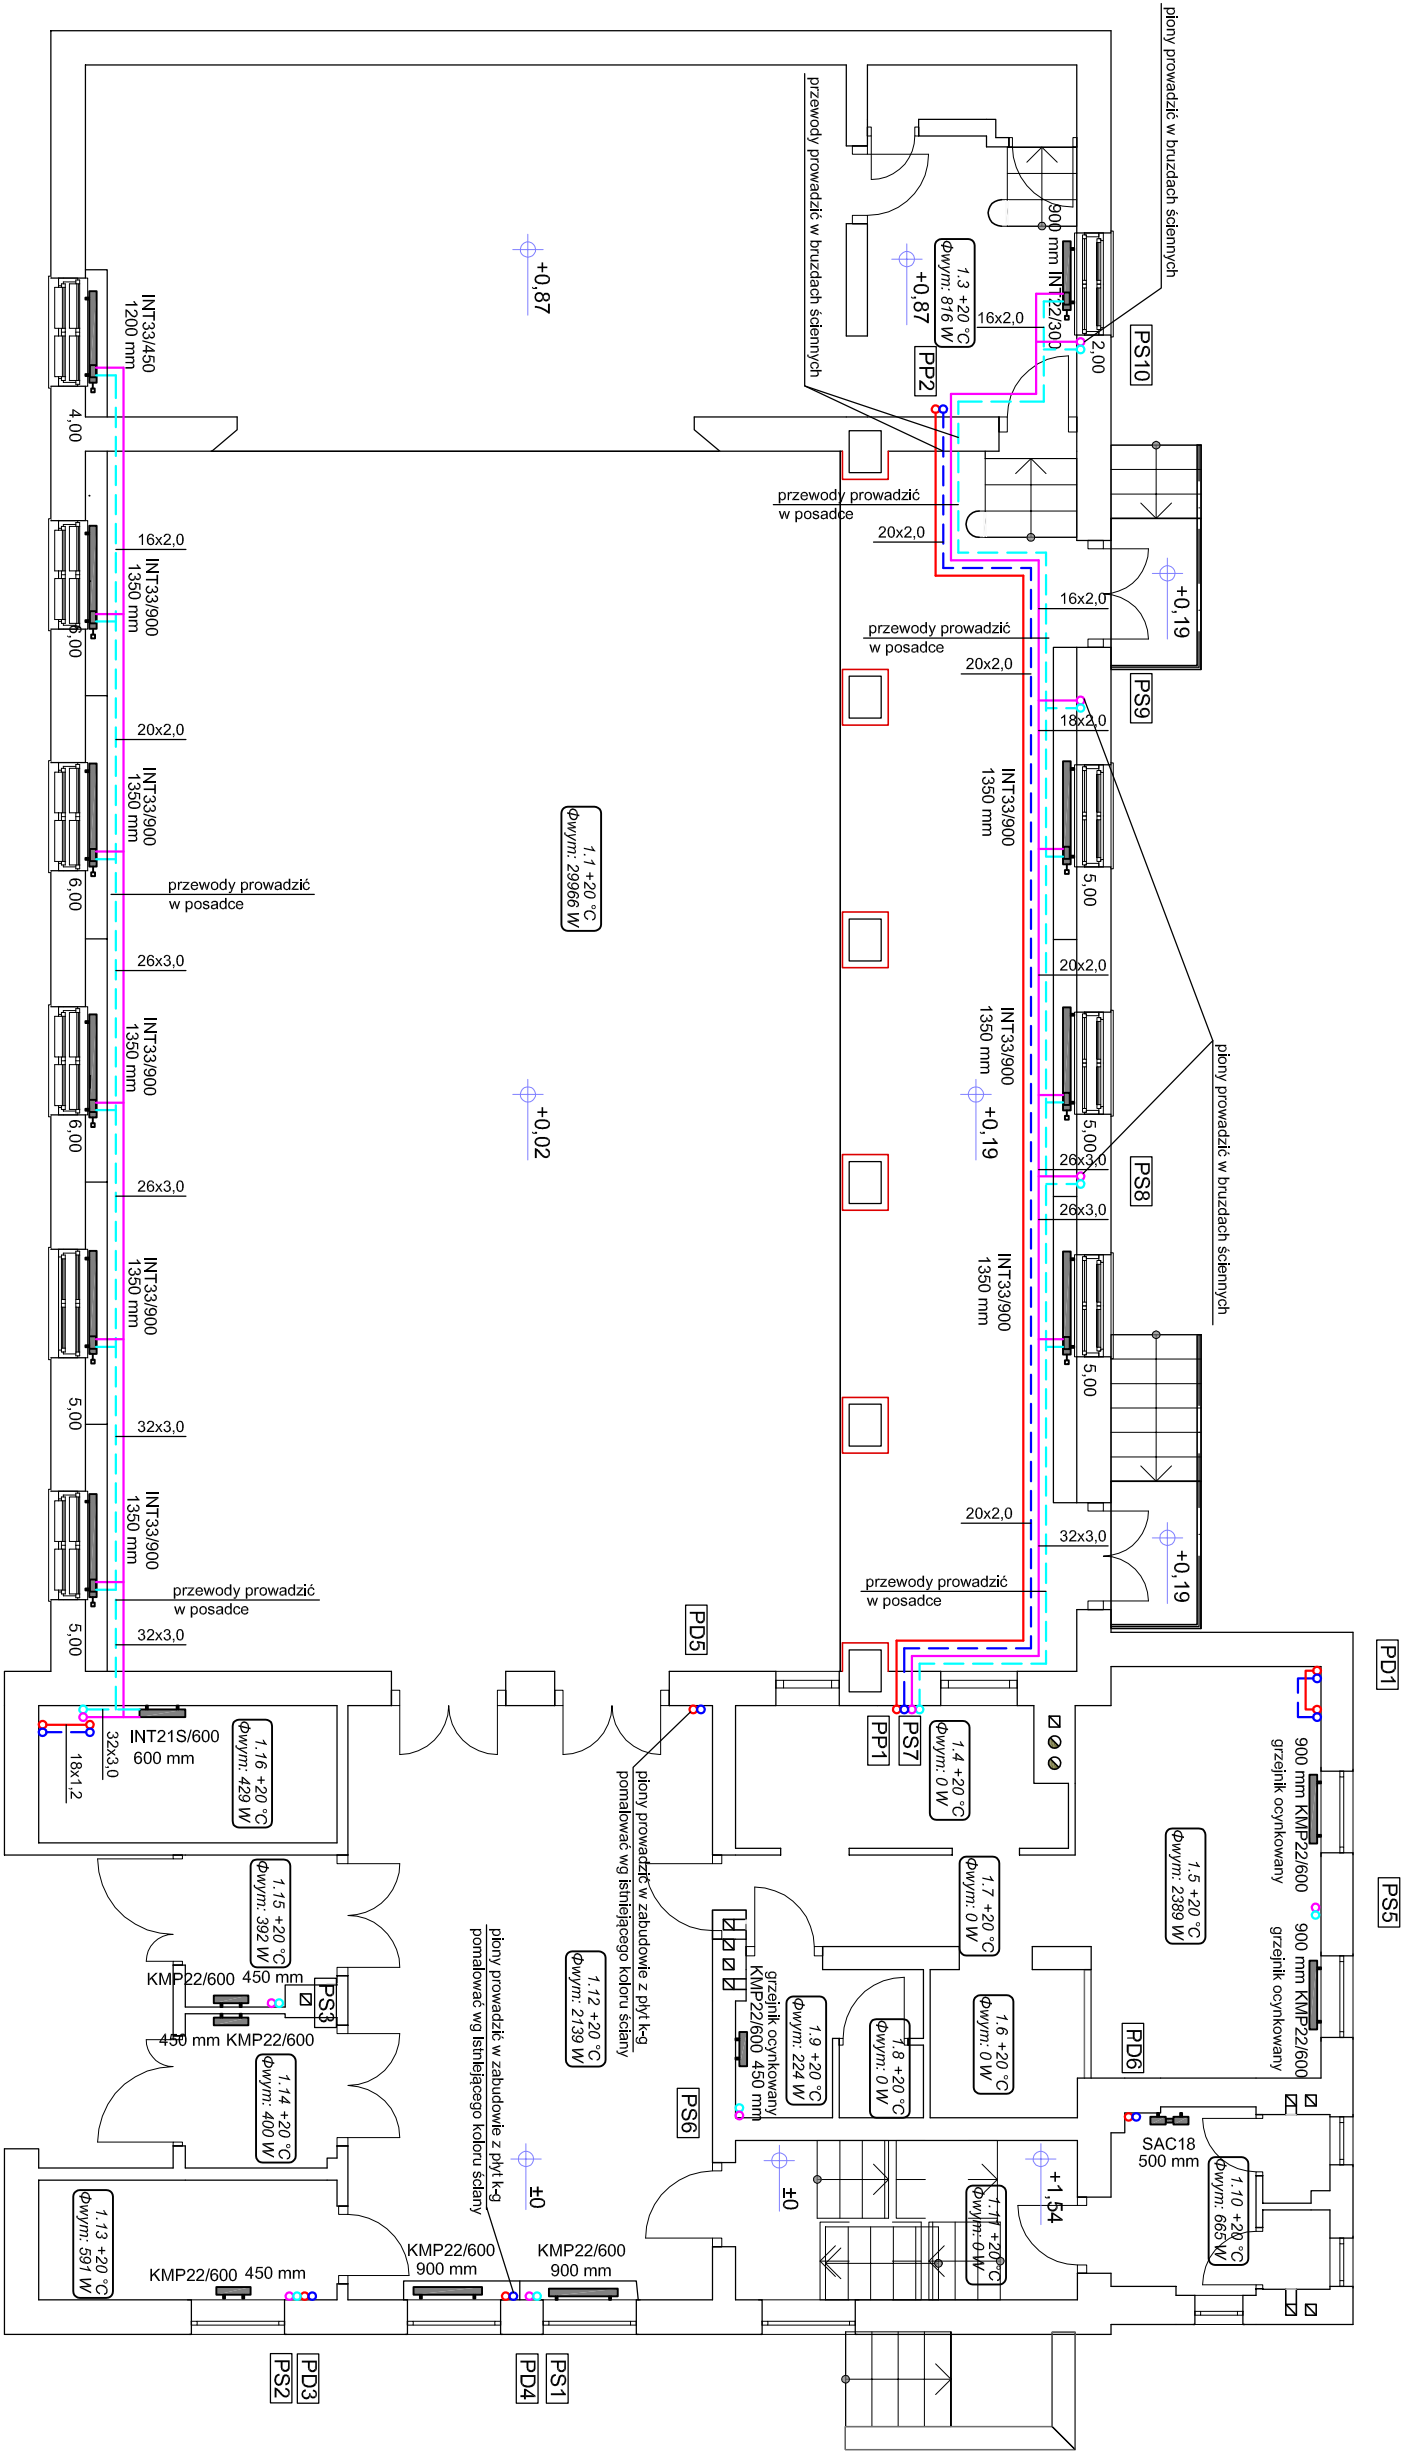 piony prowadzić w bruzdach ściennych
przewody prowadzić w bruzdach ściennych
+0,87
+0,87
1.3 +20 °C
Φwym: 816 W
900 mm INT22/300
16x2,0
2,00
PS10
PP2
INT33/450
1200 mm
4,00
przewody prowadzić
w posadce
20x2,0
16x2,0
INT33/900
1350 mm
6,00
16x2,0
+0,19
przewody prowadzić
w posadce
20x2,0
PS9
18x2,0
20x2,0
INT33/900
1350 mm
6,00
INT33/900
1350 mm
5,00
1.1 +20 °C
Φwym: 29966 W
przewody prowadzić
w posadce
26x3,0
20x2,0
INT33/900
1350 mm
6,00
INT33/900
1350 mm
5,00
piony prowadzić w bruzdach ściennych
+0,02
+0,19
26x3,0
PS8
26x3,0
26x3,0
INT33/900
1350 mm
5,00
INT33/900
1350 mm
5,00
32x3,0
20x2,0
32x3,0
INT33/900
1350 mm
5,00
+0,19
przewody prowadzić
w posadce
przewody prowadzić
w posadce
32x3,0
PD5
PD1
INT21S/600
600 mm
32x3,0
18x1,2
1.16 +20 °C
Φwym: 429 W
PP1
PS7
1.4 +20 °C
Φwym: 0 W
piony prowadzić w zabudowie z płyt k-g
pomalować wg istniejącego koloru ściany
900 mm KMP22/600
grzejnik ocynkowany
1.5 +20 °C
Φwym: 2389 W
PS5
1.15 +20 °C
Φwym: 392 W
1.7 +20 °C
Φwym: 0 W
900 mm KMP22/600
grzejnik ocynkowany
piony prowadzić w zabudowie z płyt k-g
pomalować wg istniejącego koloru ściany
1.12 +20 °C
Φwym: 2139 W
KMP22/600 450 mm
PS3
450 mm KMP22/600
1.14 +20 °C
Φwym: 400 W
grzejnik ocynkowany
KMP22/600 450 mm
1.9 +20 °C
Φwym: 224 W
1.8 +20 °C
Φwym: 0 W
1.6 +20 °C
Φwym: 0 W
PS6
PD6
SAC18
500 mm
1.10 +20 °C
Φwym: 665 W
±0
±0
+1,54
1.11 +20 °C
Φwym: 0 W
1.13 +20 °C
Φwym: 591 W
KMP22/600 450 mm
KMP22/600
900 mm
KMP22/600
900 mm
PS2
PD3
PD4
PS1